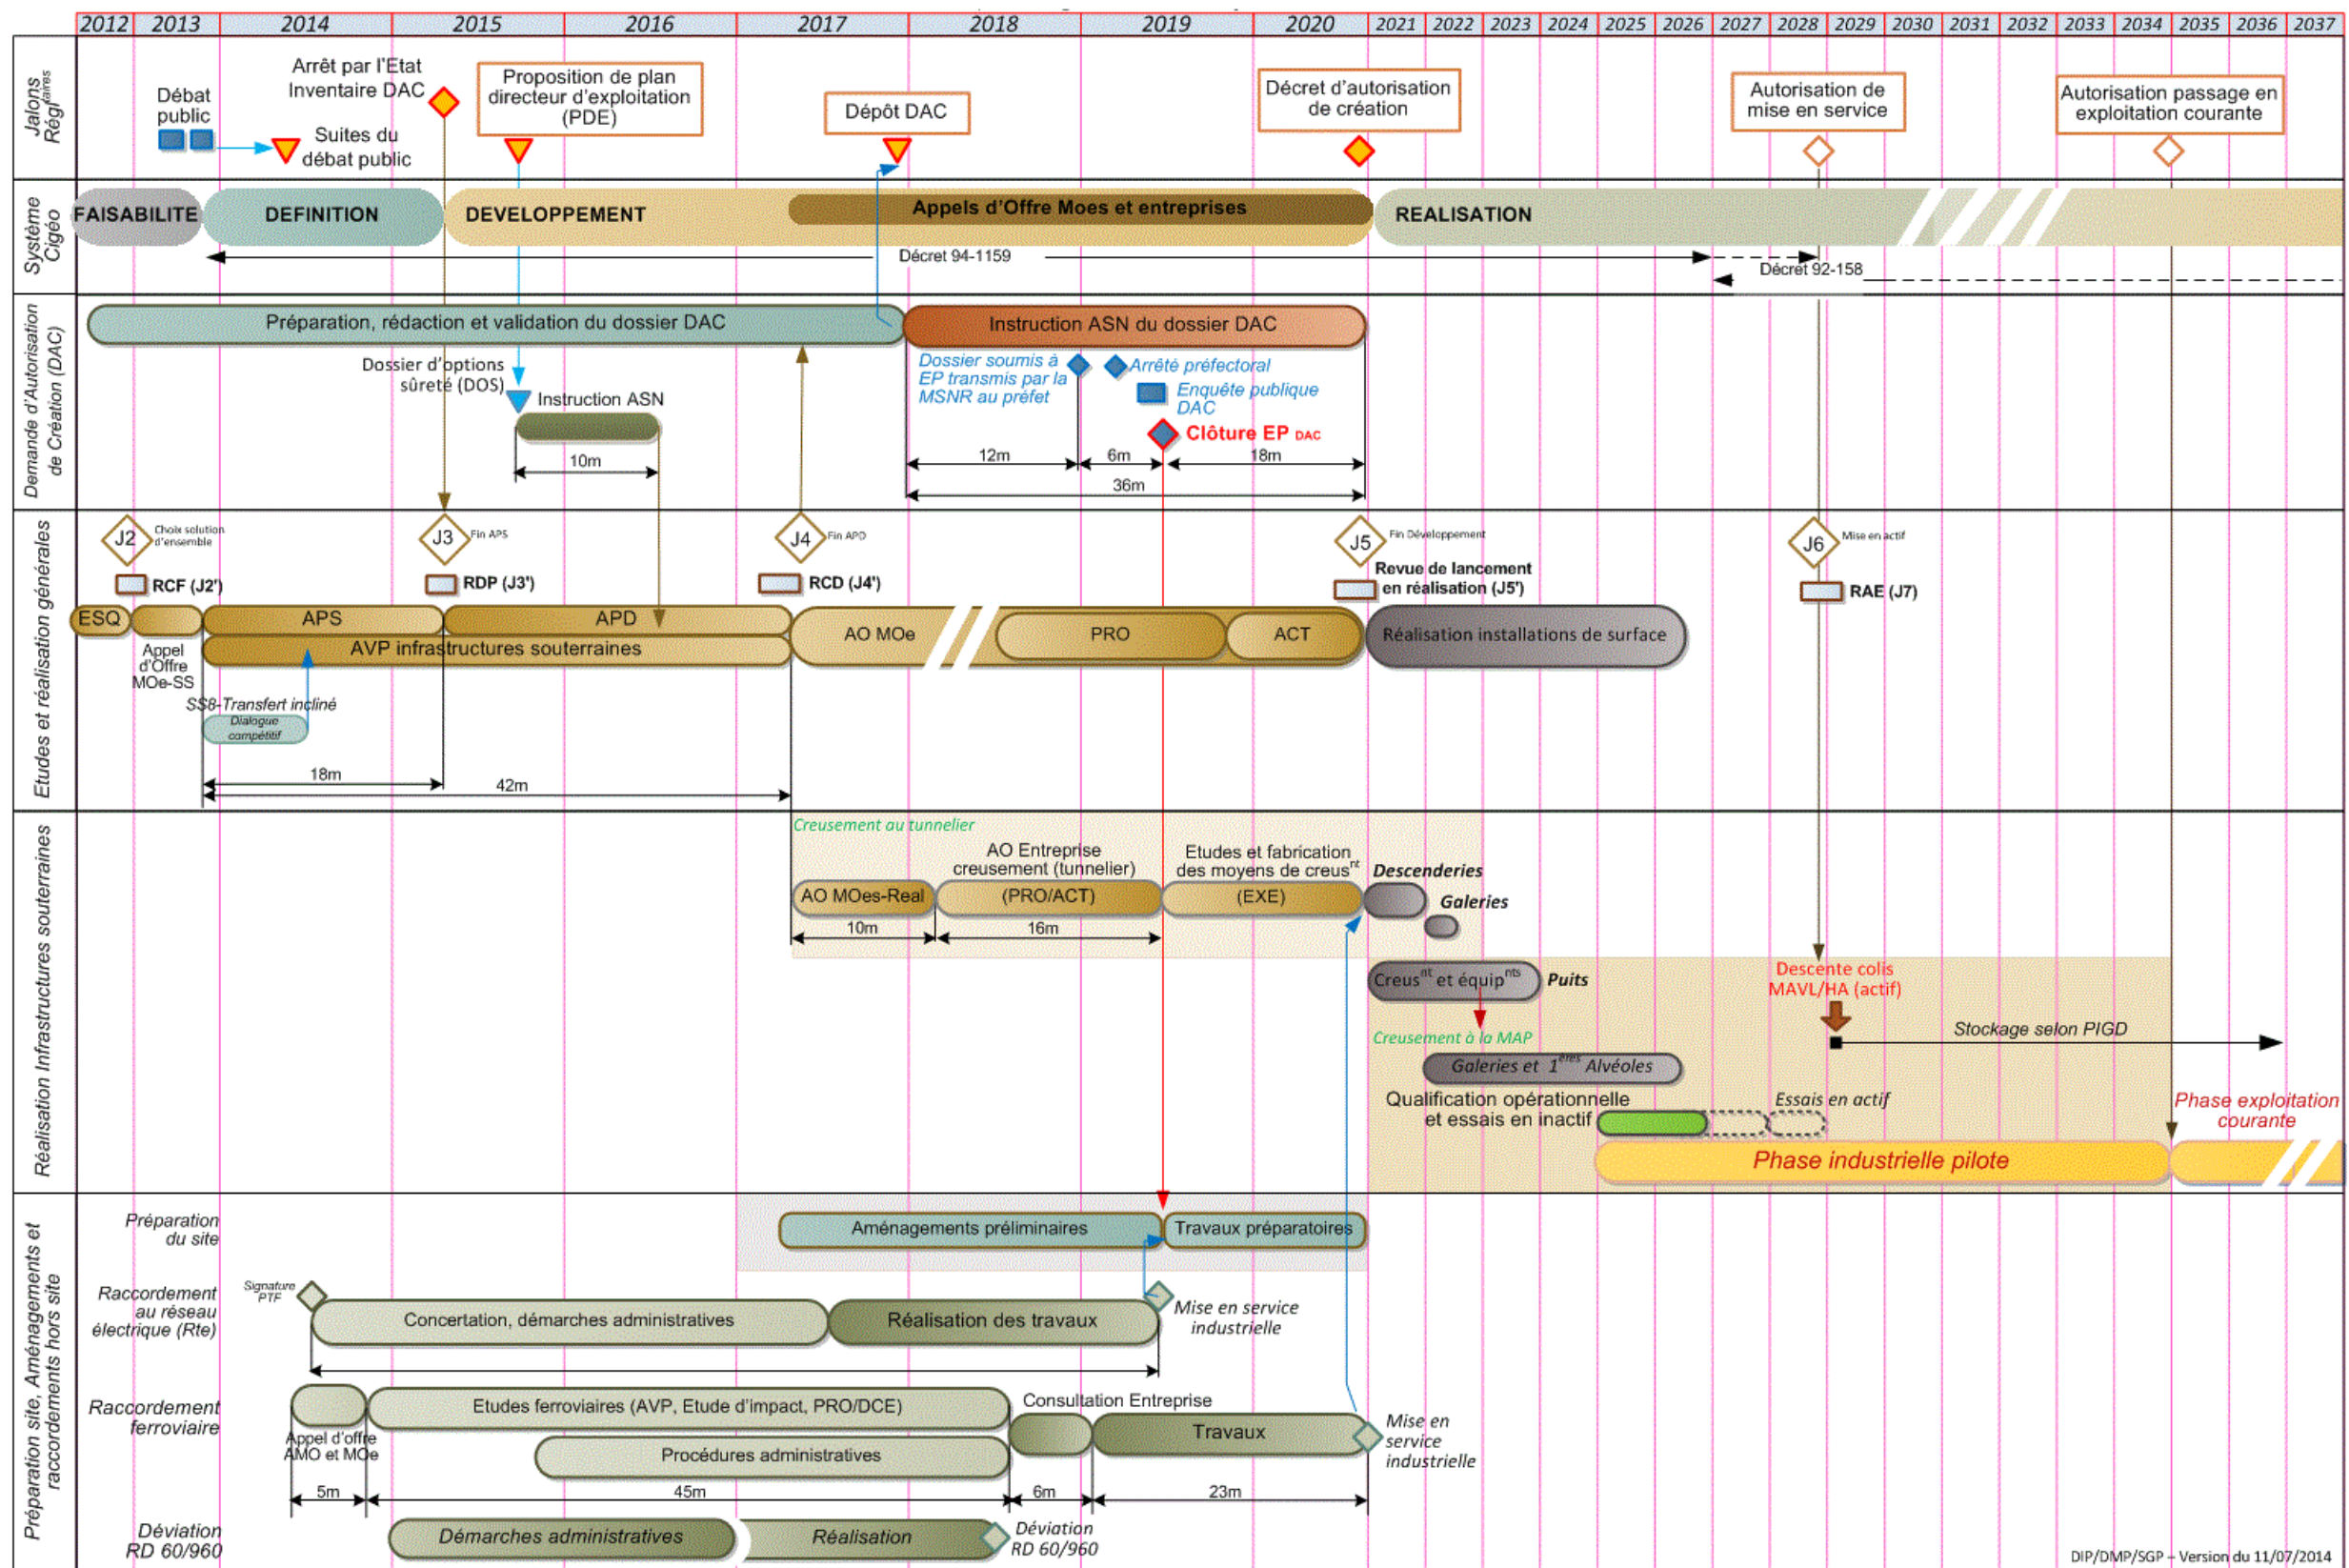 2012 2013 2014 2015 2016 2017 2018 2019 2020 2021 2022 2023 2024 2025 2026 2027 2028 2029 2030 2031 2032 2033 2034 2035 2036 2037
Jalons
Régl^aires
Débat
public
Arrêt par l'Etat
Inventaire DAC
Suites du
débat public
Proposition de plan
directeur d'exploitation
(PDE)
Dépôt DAC
Décret d'autorisation
de création
Autorisation de
mise en service
Autorisation passage en
exploitation courante
Système
Cigéo
FAISABILITE
DEFINITION
DEVELOPPEMENT
Appels d'Offre Moes et entreprises
REALISATION
Décret 94-1159
Décret 92-158
Demande d'Autorisation
de Création (DAC)
Préparation, rédaction et validation du dossier DAC
Instruction ASN du dossier DAC
Dossier d'options
sûreté (DOS)
Instruction ASN
10m
Dossier soumis à
EP transmis par la
MSNR au préfet
Arrêté préfectoral
Enquête publique
DAC
Clôture EP DAC
12m
6m
18m
36m
Etudes et réalisation générales
J2
Choix solution
d'ensemble
J3
Fin APS
J4
Fin APD
J5
Fin Développement
J6
Mise en actif
RCF (J2')
RDP (J3')
RCD (J4')
Revue de lancement
en réalisation (J5')
RAE (J7)
ESQ
APS
APD
AVP infrastructures souterraines
AO MOe
PRO
ACT
Réalisation installations de surface
Appel
d'Offre
MOe-SS
SS8-Transfert incliné
Dialogue
compétitif
18m
42m
Réalisation Infrastructures souterraines
Creusement au tunnelier
AO Entreprise
creusement (tunnelier)
Etudes et fabrication
des moyens de creus^nt
Descenderies
AO MOes-Real
(PRO/ACT)
(EXE)
Galeries
10m
16m
Creus^nt et équip^nts
Puits
Descente colis
MAVL/HA (actif)
Creusement à la MAP
Stockage selon PIGD
Galeries et 1^ères Alvéoles
Qualification opérationnelle
et essais en inactif
Essais en actif
Phase exploitation
courante
Phase industrielle pilote
Préparation site, Aménagements et
raccordements hors site
Préparation
du site
Aménagements préliminaires
Travaux préparatoires
Raccordement
au réseau
électrique (Rte)
Signature
PTF
Concertation, démarches administratives
Réalisation des travaux
Mise en service
industrielle
Raccordement
ferroviaire
Appel d'offre
AMO et MOe
Etudes ferroviaires (AVP, Etude d'impact, PRO/DCE)
Procédures administratives
Consultation Entreprise
Travaux
Mise en
service
industrielle
5m
45m
6m
23m
Déviation
RD 60/960
Démarches administratives
Réalisation
Déviation
RD 60/960
DIP/DMP/SGP – Version du 11/07/2014